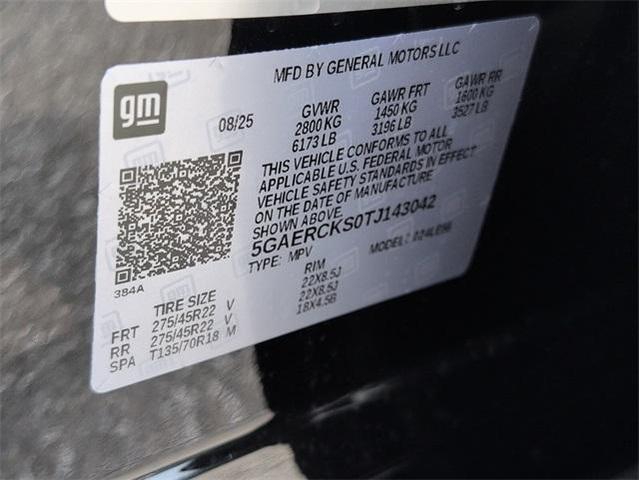 MFD BY GENERAL MOTORS LLC
gm
08/25
GVWR
2800 KG
6173 LB
GAWR FRT
1450 KG
3196 LB
GAWR RR
1600 KG
3527 LB
THIS VEHICLE CONFORMS TO ALL
APPLICABLE U.S. FEDERAL MOTOR
VEHICLE SAFETY STANDARDS IN EFFECT
ON THE DATE OF MANUFACTURE
SHOWN ABOVE.
5GAERCKS0TJ143042
TYPE: MPV
MODEL:
384A
TIRE SIZE
RIM
FRT 275/45R22 V 22X8.5J
RR 275/45R22 V 22X8.5J
SPA T135/70R18 M 18X4.5B